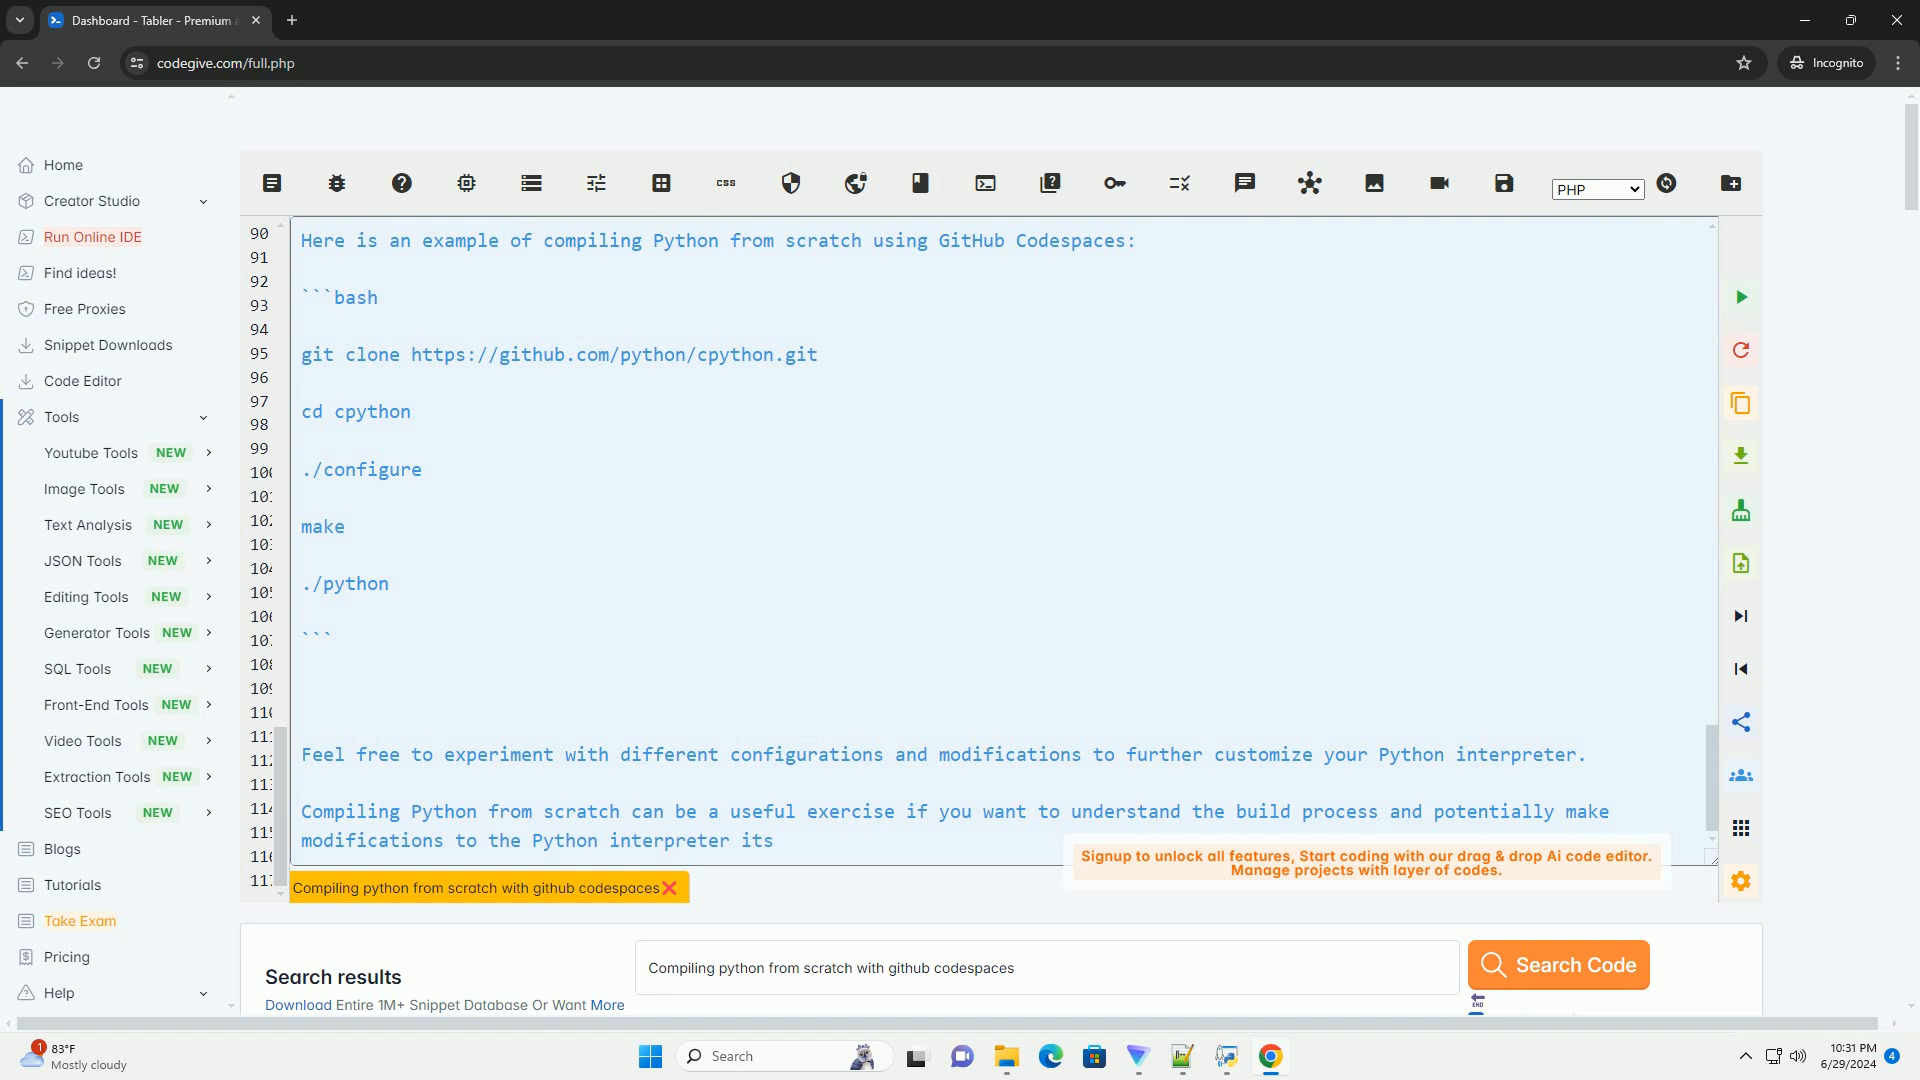 Dashboard - Tabler - Premium
codegive.com/full.php
Incognito
Home
Creator Studio
Run Online IDE
Find ideas!
Free Proxies
Snippet Downloads
Code Editor
Tools
Youtube Tools NEW
Image Tools NEW
Text Analysis NEW
JSON Tools NEW
Editing Tools NEW
Generator Tools NEW
SQL Tools NEW
Front-End Tools NEW
Video Tools NEW
Extraction Tools NEW
SEO Tools NEW
Blogs
Tutorials
Take Exam
Pricing
Help
css
PHP
90
91
92
93
94
95
96
97
98
99
Here is an example of compiling Python from scratch using GitHub Codespaces:
```bash
git clone https://github.com/python/cpython.git
cd cpython
./configure
make
./python
```
Feel free to experiment with different configurations and modifications to further customize your Python interpreter.
Compiling Python from scratch can be a useful exercise if you want to understand the build process and potentially make
modifications to the Python interpreter its
Signup to unlock all features, Start coding with our drag & drop Ai code editor.
Manage projects with layer of codes.
Compiling python from scratch with github codespaces
Search results
Download Entire 1M+ Snippet Database Or Want More
Compiling python from scratch with github codespaces
Search Code
END
1
83°F
Mostly cloudy
Search
10:31 PM
6/29/2024
4